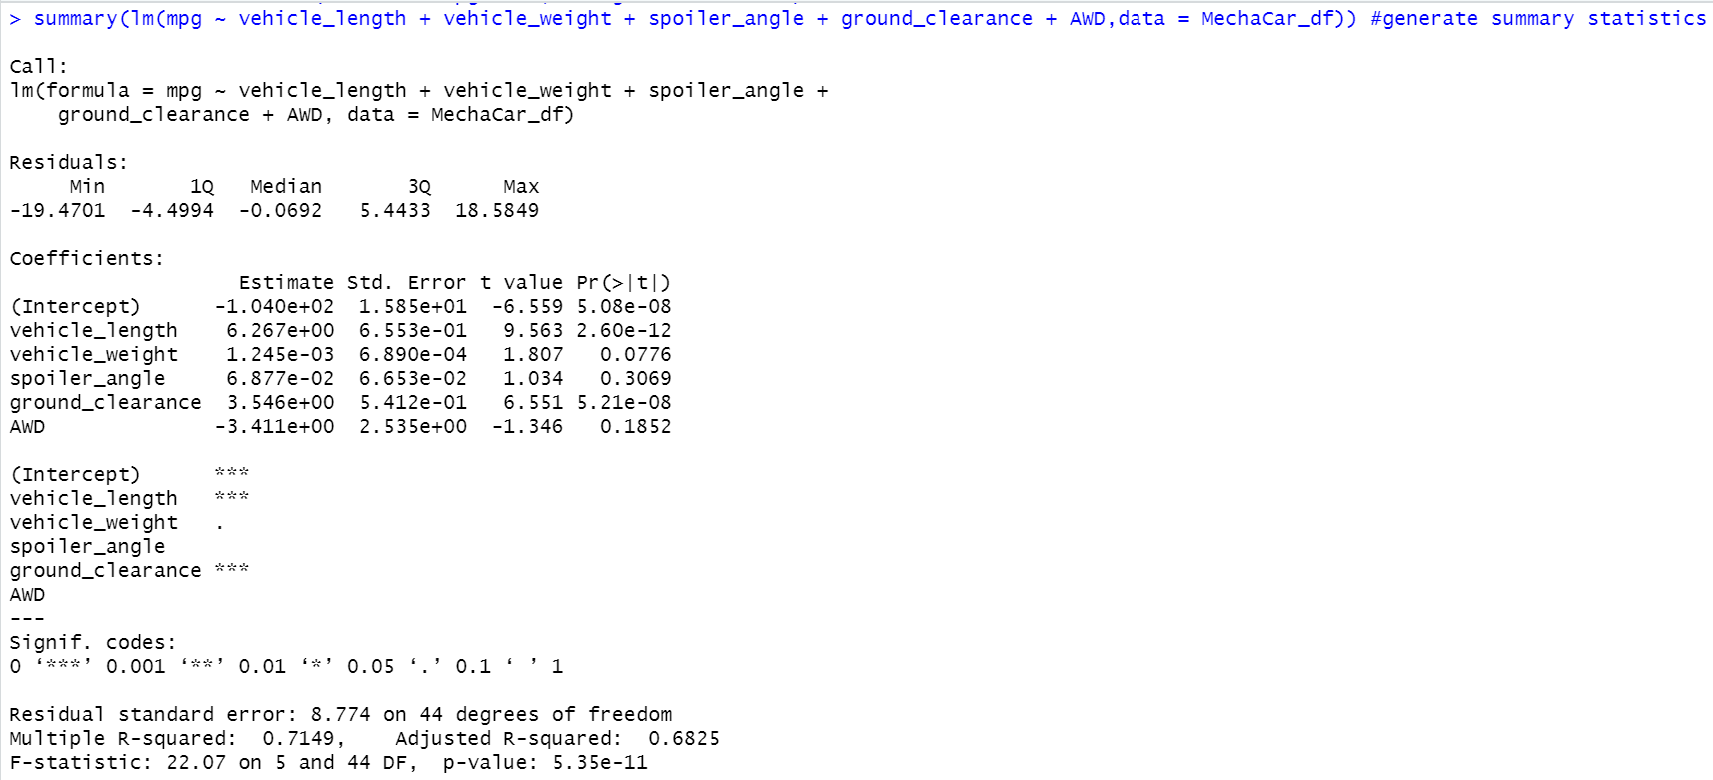 > summary(lm(mpg ~ vehicle_length + vehicle_weight + spoiler_angle + ground_clearance + AWD,data = MechaCar_df)) #generate summary statistics
Call:
lm(formula = mpg ~ vehicle_length + vehicle_weight + spoiler_angle +
    ground_clearance + AWD, data = MechaCar_df)
Residuals:
     Min       1Q   Median       3Q      Max
-19.4701  -4.4994  -0.0692   5.4433  18.5849
Coefficients:
                   Estimate Std. Error t value Pr(>|t|)
(Intercept)      -1.040e+02  1.585e+01  -6.559 5.08e-08
vehicle_length    6.267e+00  6.553e-01   9.563 2.60e-12
vehicle_weight    1.245e-03  6.890e-04   1.807   0.0776
spoiler_angle     6.877e-02  6.653e-02   1.034   0.3069
ground_clearance  3.546e+00  5.412e-01   6.551 5.21e-08
AWD              -3.411e+00  2.535e+00  -1.346   0.1852
(Intercept)      ***
vehicle_length   ***
vehicle_weight   .
spoiler_angle
ground_clearance ***
AWD
---
Signif. codes:
0 ‘***’ 0.001 ‘**’ 0.01 ‘*’ 0.05 ‘.’ 0.1 ‘ ’ 1
Residual standard error: 8.774 on 44 degrees of freedom
Multiple R-squared:  0.7149,    Adjusted R-squared:  0.6825
F-statistic: 22.07 on 5 and 44 DF,  p-value: 5.35e-11